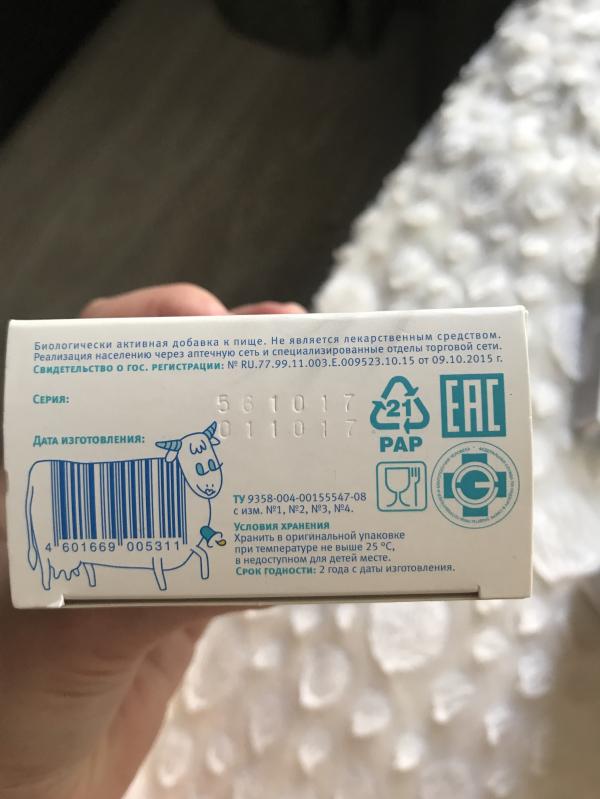 Биологически активная добавка к пище. Не является лекарственным средством.
Реализация населению через аптечную сеть и специализированные отделы торговой сети.
Свидетельство о гос. регистрации: № RU.77.99.11.003.Е.009523.10.15 от 09.10.2015 г.
Серия: 561017
Дата изготовления: 011017
21
PAP
EAC
4 601669 005311
ТУ 9358-004-00155547-08
с изм. №1, №2, №3, №4.
Условия хранения
Хранить в оригинальной упаковке
при температуре не выше 25 °С,
в недоступном для детей месте.
Срок годности: 2 года с даты изготовления.